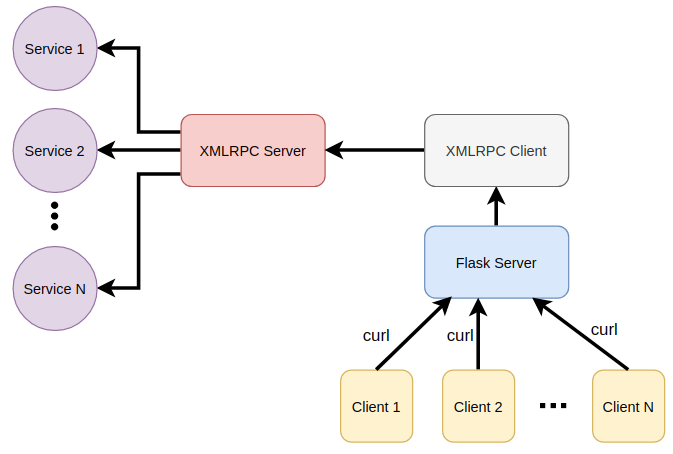 Service 1
Service 2
Service N
XMLRPC Server
XMLRPC Client
Flask Server
curl
curl
curl
Client 1
Client 2
Client N